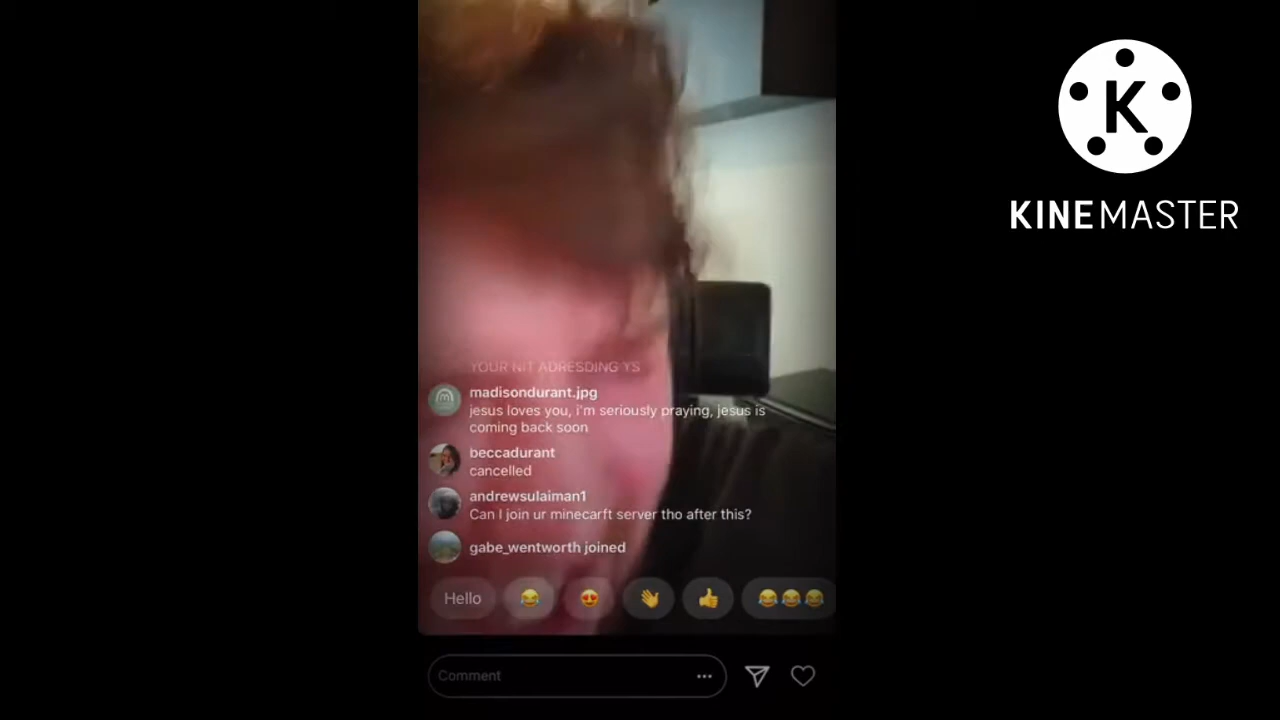 K
KINEMASTER
YOUR NIT ADRESDING YS
madisondurant.jpg
jesus loves you, i'm seriously praying, jesus is
coming back soon
beccadurant
cancelled
andrewsulaiman1
Can I join ur minecarft server tho after this?
gabe_wentworth joined
Hello
Comment